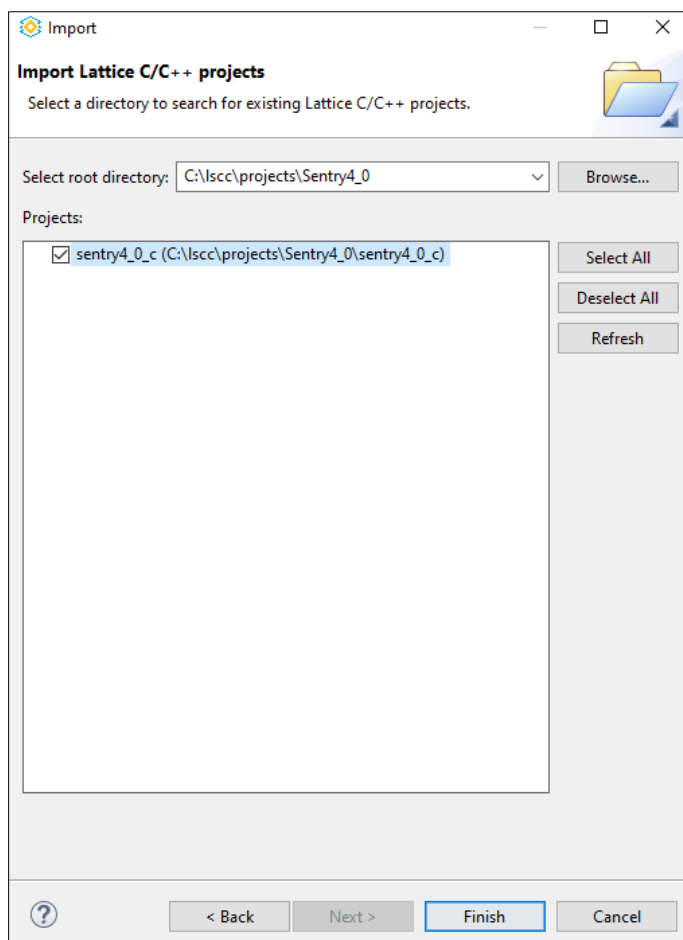 Import
Import Lattice C/C++ projects
Select a directory to search for existing Lattice C/C++ projects.
Select root directory: C:\lscc\projects\Sentry4_0 Browse...
Projects:
sentry4_0_c (C:\lscc\projects\Sentry4_0\sentry4_0_c)
Select All
Deselect All
Refresh
? < Back Next > Finish Cancel